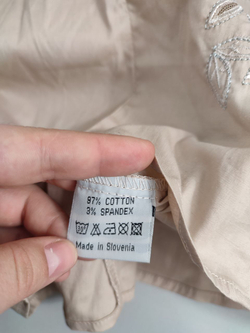 97% COTTON
3% SPANDEX
Made in Slovenia